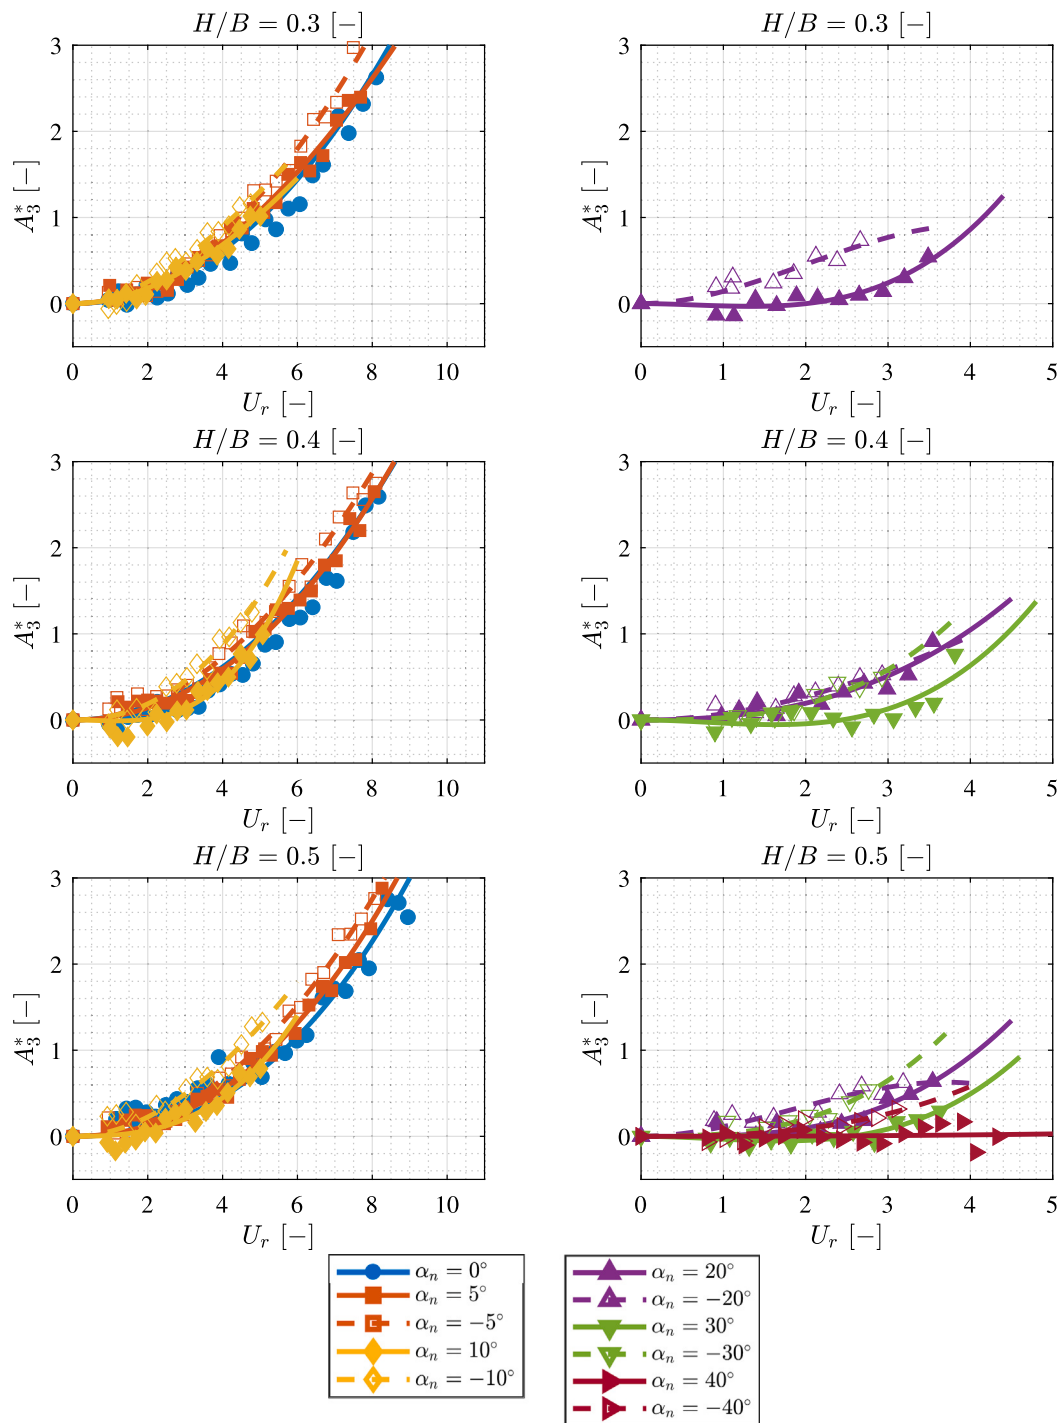 H/B = 0.3 [−]
H/B = 0.3 [−]
3
2
1
0
A₃* [−]
0 2 4 6 8 10
U_r [−]
3
2
1
0
A₃* [−]
0 1 2 3 4 5
U_r [−]
H/B = 0.4 [−]
H/B = 0.4 [−]
3
2
1
0
A₃* [−]
0 2 4 6 8 10
U_r [−]
3
2
1
0
A₃* [−]
0 1 2 3 4 5
U_r [−]
H/B = 0.5 [−]
H/B = 0.5 [−]
3
2
1
0
A₃* [−]
0 2 4 6 8 10
U_r [−]
3
2
1
0
A₃* [−]
0 1 2 3 4 5
U_r [−]
α_n = 0°
α_n = 5°
α_n = −5°
α_n = 10°
α_n = −10°
α_n = 20°
α_n = −20°
α_n = 30°
α_n = −30°
α_n = 40°
α_n = −40°